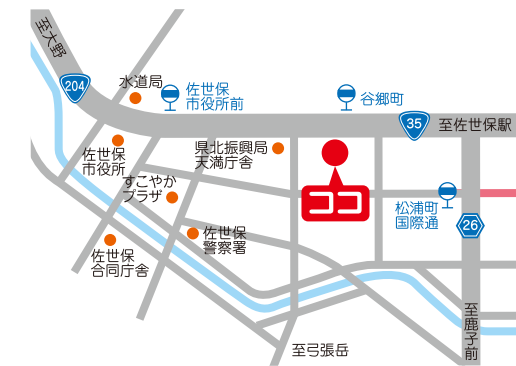 至大野
204
水道局
佐世保
市役所前
谷郷町
35
至佐世保駅
佐世保
市役所
県北振興局
天満庁舎
すこやか
プラザ
ココ
松浦町
国際通
26
佐世保
警察署
佐世保
合同庁舎
至鹿子前
至弓張岳